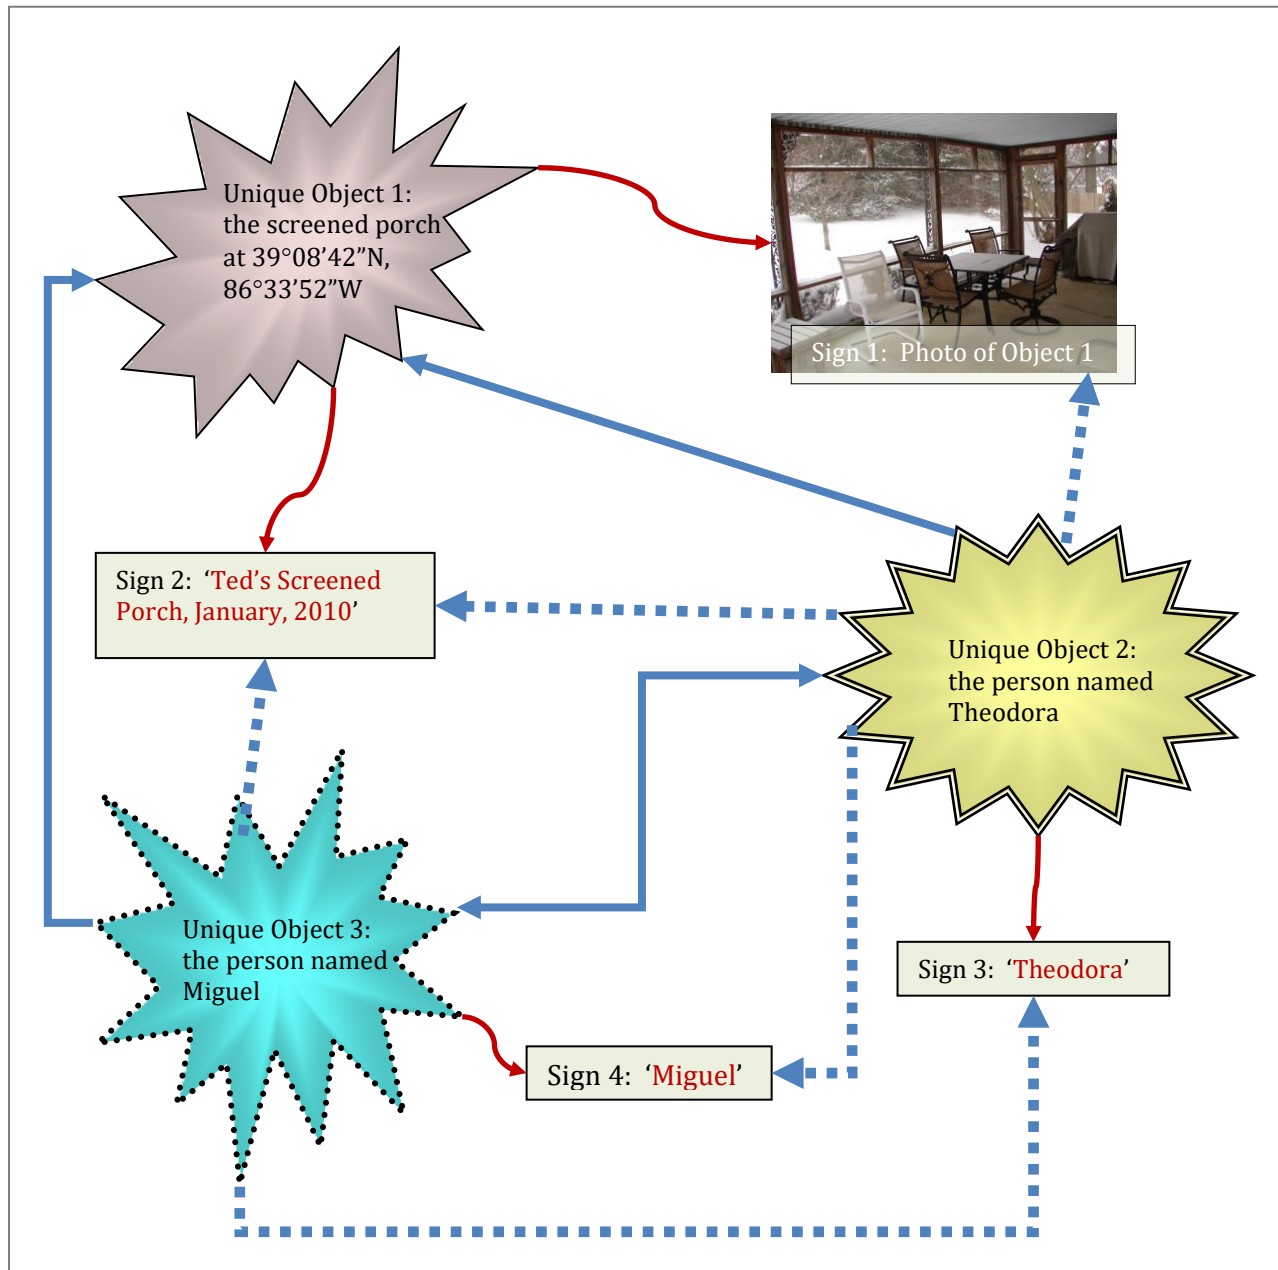 Unique Object 1:
the screened porch
at 39°08’42”N,
86°33’52”W
Sign 1:  Photo of Object 1
Sign 2:  ‘Ted’s Screened
Porch, January, 2010’
Unique Object 2:
the person named
Theodora
Unique Object 3:
the person named
Miguel
Sign 3:  ‘Theodora’
Sign 4:  ‘Miguel’